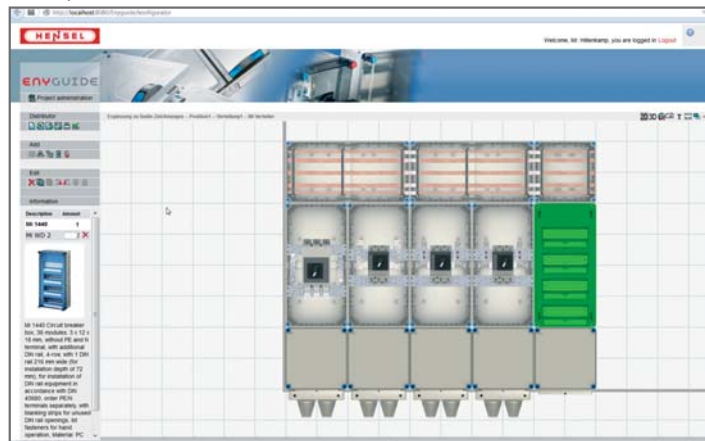 http://localhost:8080/Enyguide/konfigurator
HENSEL
Welcome, Mr. Hillenkamp, you are logged in Logout
ENYGUIDE
Project administration
Distributor
Add
Edit
Information
Description Amount
Mi 1440 1
Mi ND 2
Mi 1440 Circuit breaker
box, 36 modules: 3 x 12 x
18 mm, without PE and N
terminal, with additional
DIN rail, 4-row, with 1 DIN
rail 216 mm wide (for
installation depth of 72
mm), for installation of
DIN rail equipment in
accordance with DIN
43880, order PE/N
terminals separately, with
blanking strips for unused
DIN rail openings, lid
fasteners for hand
operation, Material: PC